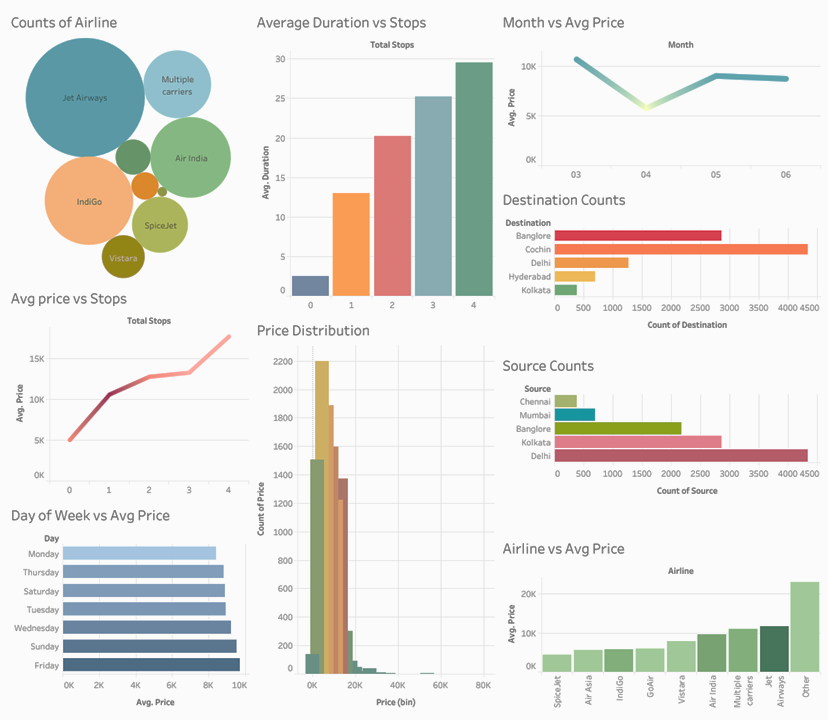 Counts of Airline
Jet Airways
Multiple
carriers
Air India
IndiGo
SpiceJet
Vistara
Avg price vs Stops
Total Stops
Avg. Price
15K
10K
5K
0K
0 1 2 3 4
Day of Week vs Avg Price
Day
Monday
Thursday
Saturday
Tuesday
Wednesday
Sunday
Friday
0K 2K 4K 6K 8K 10K
Avg. Price
Average Duration vs Stops
Total Stops
Avg. Duration
30
25
20
15
10
5
0
0 1 2 3 4
Price Distribution
Count of Price
2200
2000
1800
1600
1400
1200
1000
800
600
400
200
0
0K 20K 40K 60K 80K
Price (bin)
Month vs Avg Price
Month
Avg. Price
10K
5K
0K
03 04 05 06
Destination Counts
Destination
Banglore
Cochin
Delhi
Hyderabad
Kolkata
0 500 1000 1500 2000 2500 3000 3500 4000 4500
Count of Destination
Source Counts
Source
Chennai
Mumbai
Banglore
Kolkata
Delhi
0 500 1000 1500 2000 2500 3000 3500 4000 4500
Count of Source
Airline vs Avg Price
Airline
Avg. Price
20K
10K
0K
SpiceJet
Air Asia
IndiGo
GoAir
Vistara
Air India
Multiple
carriers
Jet
Airways
Other